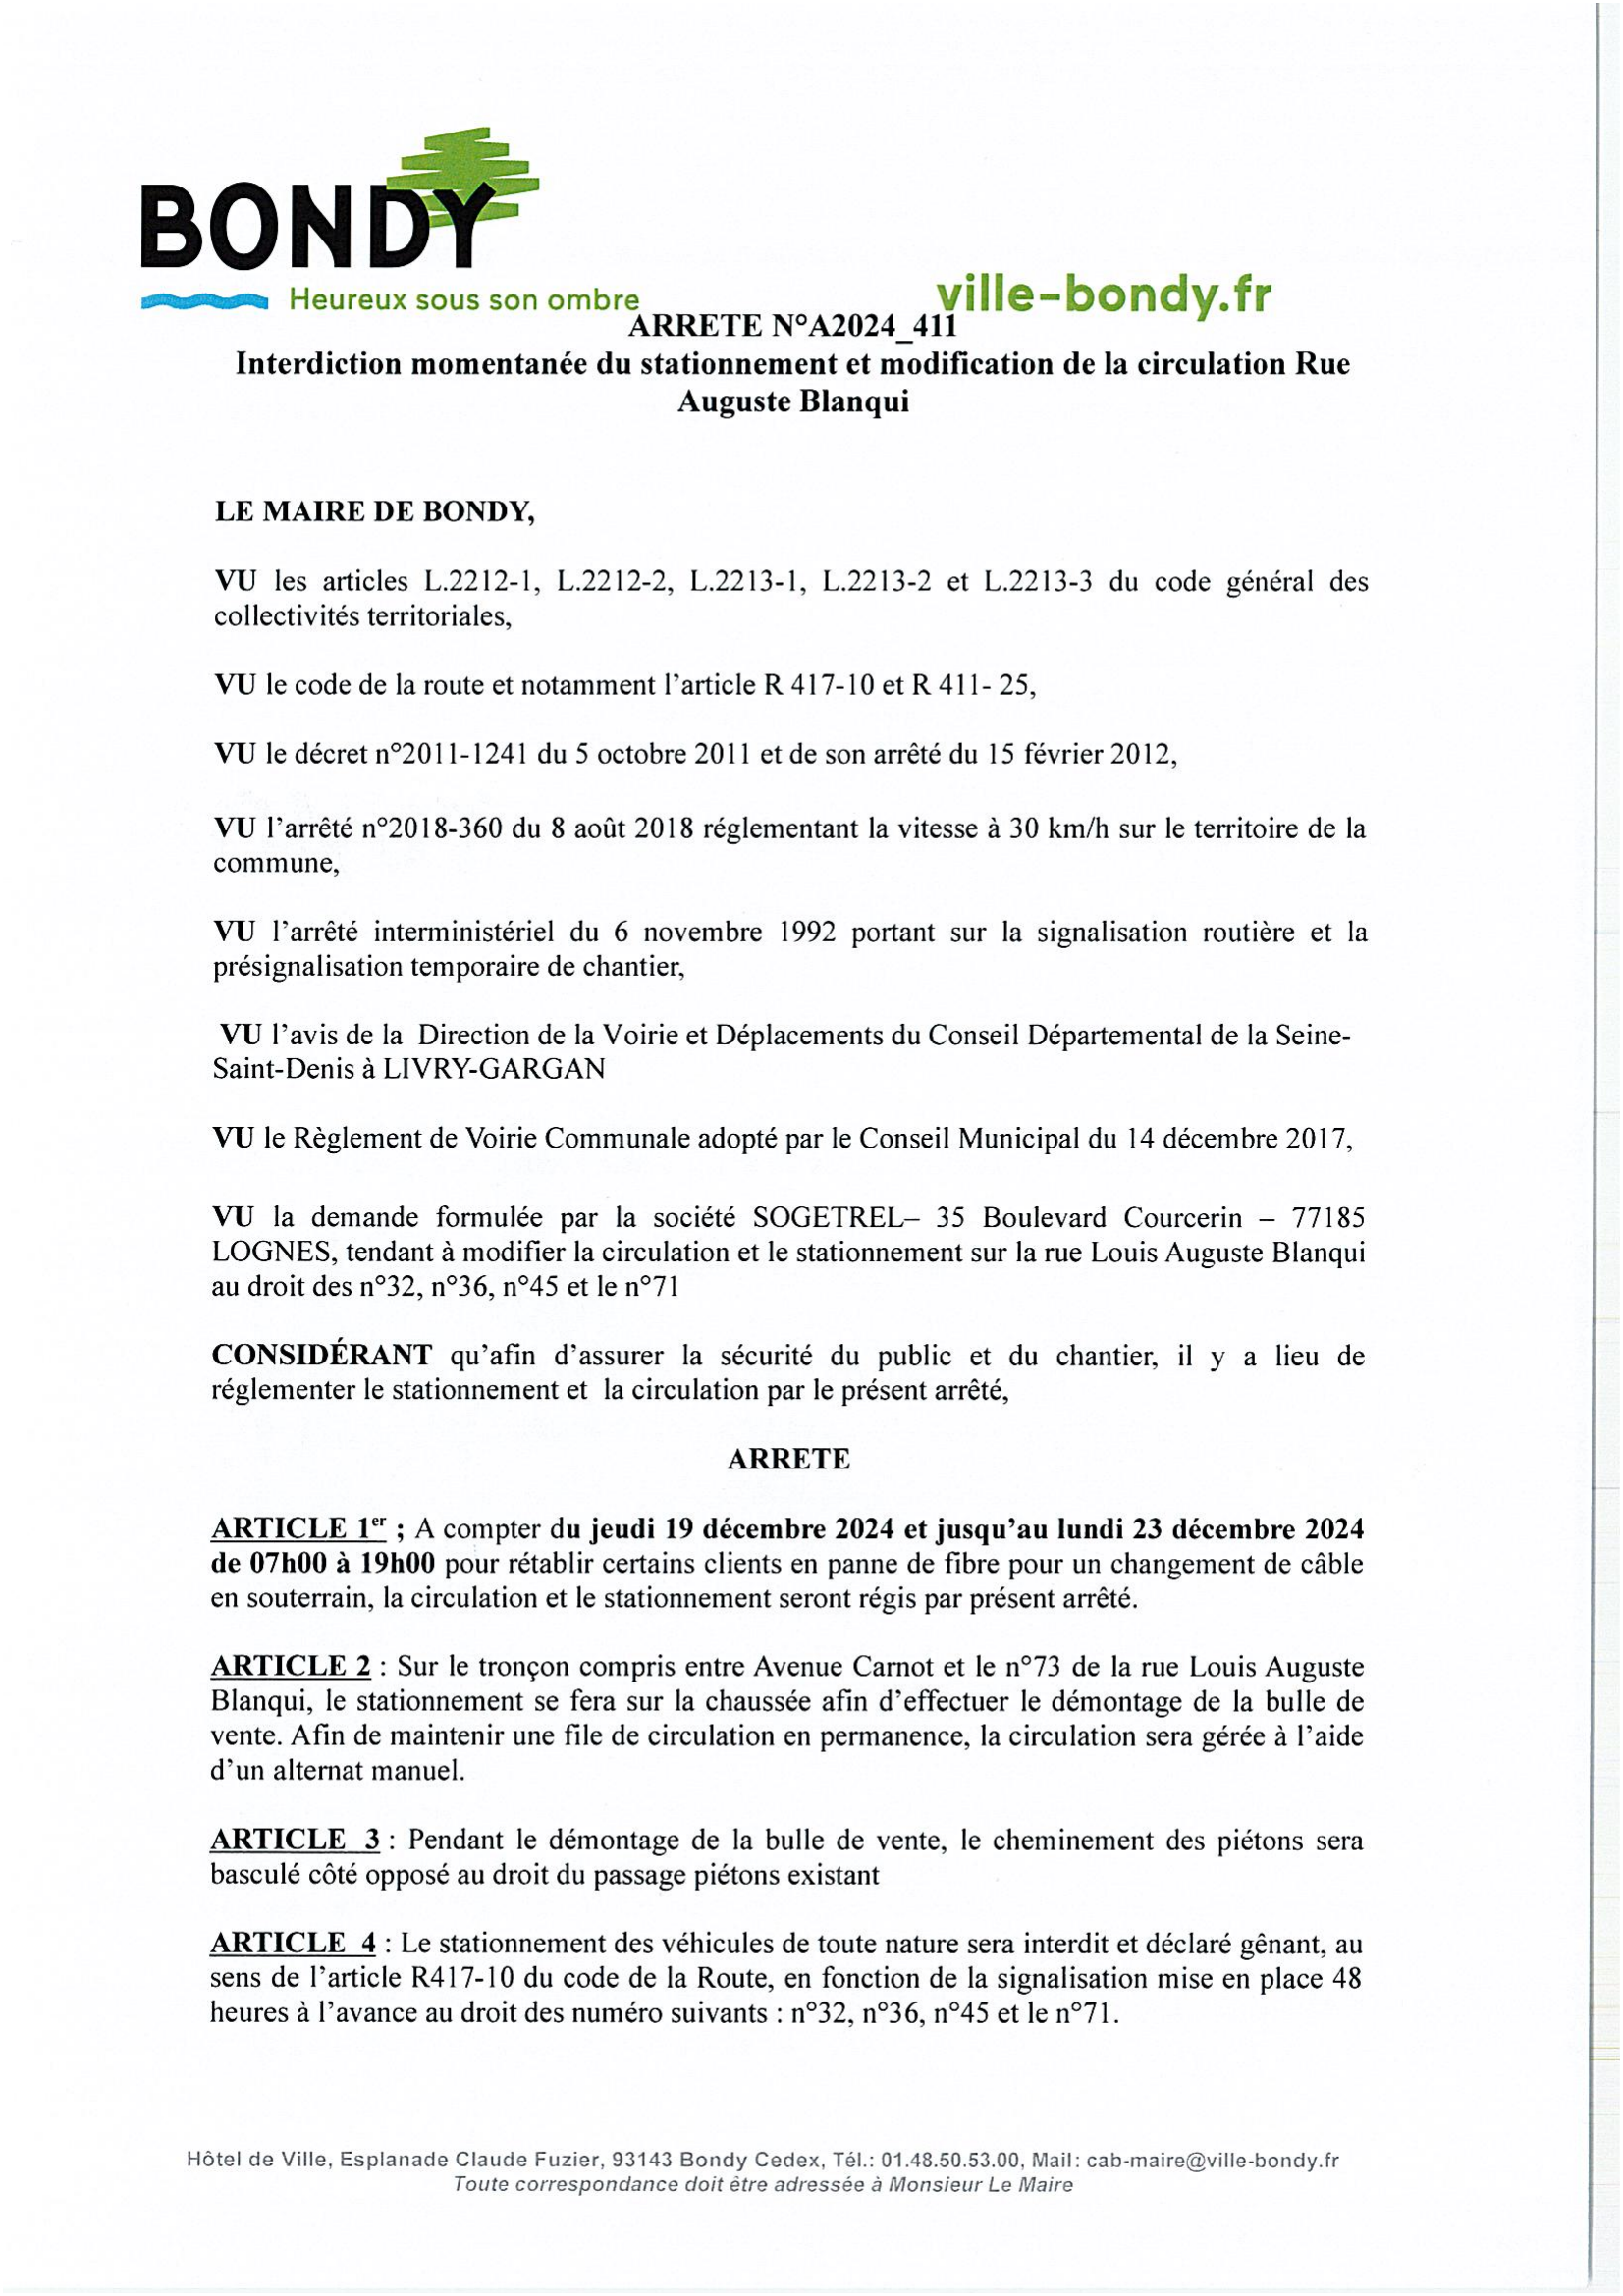 BONDY
Heureux sous son ombre
ville-bondy.fr
ARRETE N°A2024_411
Interdiction momentanée du stationnement et modification de la circulation Rue
Auguste Blanqui
LE MAIRE DE BONDY,
VU les articles L.2212-1, L.2212-2, L.2213-1, L.2213-2 et L.2213-3 du code général des
collectivités territoriales,
VU le code de la route et notamment l'article R 417-10 et R 411- 25,
VU le décret n°2011-1241 du 5 octobre 2011 et de son arrêté du 15 février 2012,
VU l'arrêté n°2018-360 du 8 août 2018 réglementant la vitesse à 30 km/h sur le territoire de la
commune,
VU l'arrêté interministériel du 6 novembre 1992 portant sur la signalisation routière et la
présignalisation temporaire de chantier,
VU l'avis de la Direction de la Voirie et Déplacements du Conseil Départemental de la Seine-
Saint-Denis à LIVRY-GARGAN
VU le Règlement de Voirie Communale adopté par le Conseil Municipal du 14 décembre 2017,
VU la demande formulée par la société SOGETREL– 35 Boulevard Courcerin – 77185
LOGNES, tendant à modifier la circulation et le stationnement sur la rue Louis Auguste Blanqui
au droit des n°32, n°36, n°45 et le n°71
CONSIDÉRANT qu'afin d'assurer la sécurité du public et du chantier, il y a lieu de
réglementer le stationnement et la circulation par le présent arrêté,
ARRETE
ARTICLE 1er ; A compter du jeudi 19 décembre 2024 et jusqu'au lundi 23 décembre 2024
de 07h00 à 19h00 pour rétablir certains clients en panne de fibre pour un changement de câble
en souterrain, la circulation et le stationnement seront régis par présent arrêté.
ARTICLE 2 : Sur le tronçon compris entre Avenue Carnot et le n°73 de la rue Louis Auguste
Blanqui, le stationnement se fera sur la chaussée afin d'effectuer le démontage de la bulle de
vente. Afin de maintenir une file de circulation en permanence, la circulation sera gérée à l'aide
d'un alternat manuel.
ARTICLE 3 : Pendant le démontage de la bulle de vente, le cheminement des piétons sera
basculé côté opposé au droit du passage piétons existant
ARTICLE 4 : Le stationnement des véhicules de toute nature sera interdit et déclaré gênant, au
sens de l'article R417-10 du code de la Route, en fonction de la signalisation mise en place 48
heures à l'avance au droit des numéro suivants : n°32, n°36, n°45 et le n°71.
Hôtel de Ville, Esplanade Claude Fuzier, 93143 Bondy Cedex, Tél.: 01.48.50.53.00, Mail: cab-maire@ville-bondy.fr
Toute correspondance doit être adressée à Monsieur Le Maire